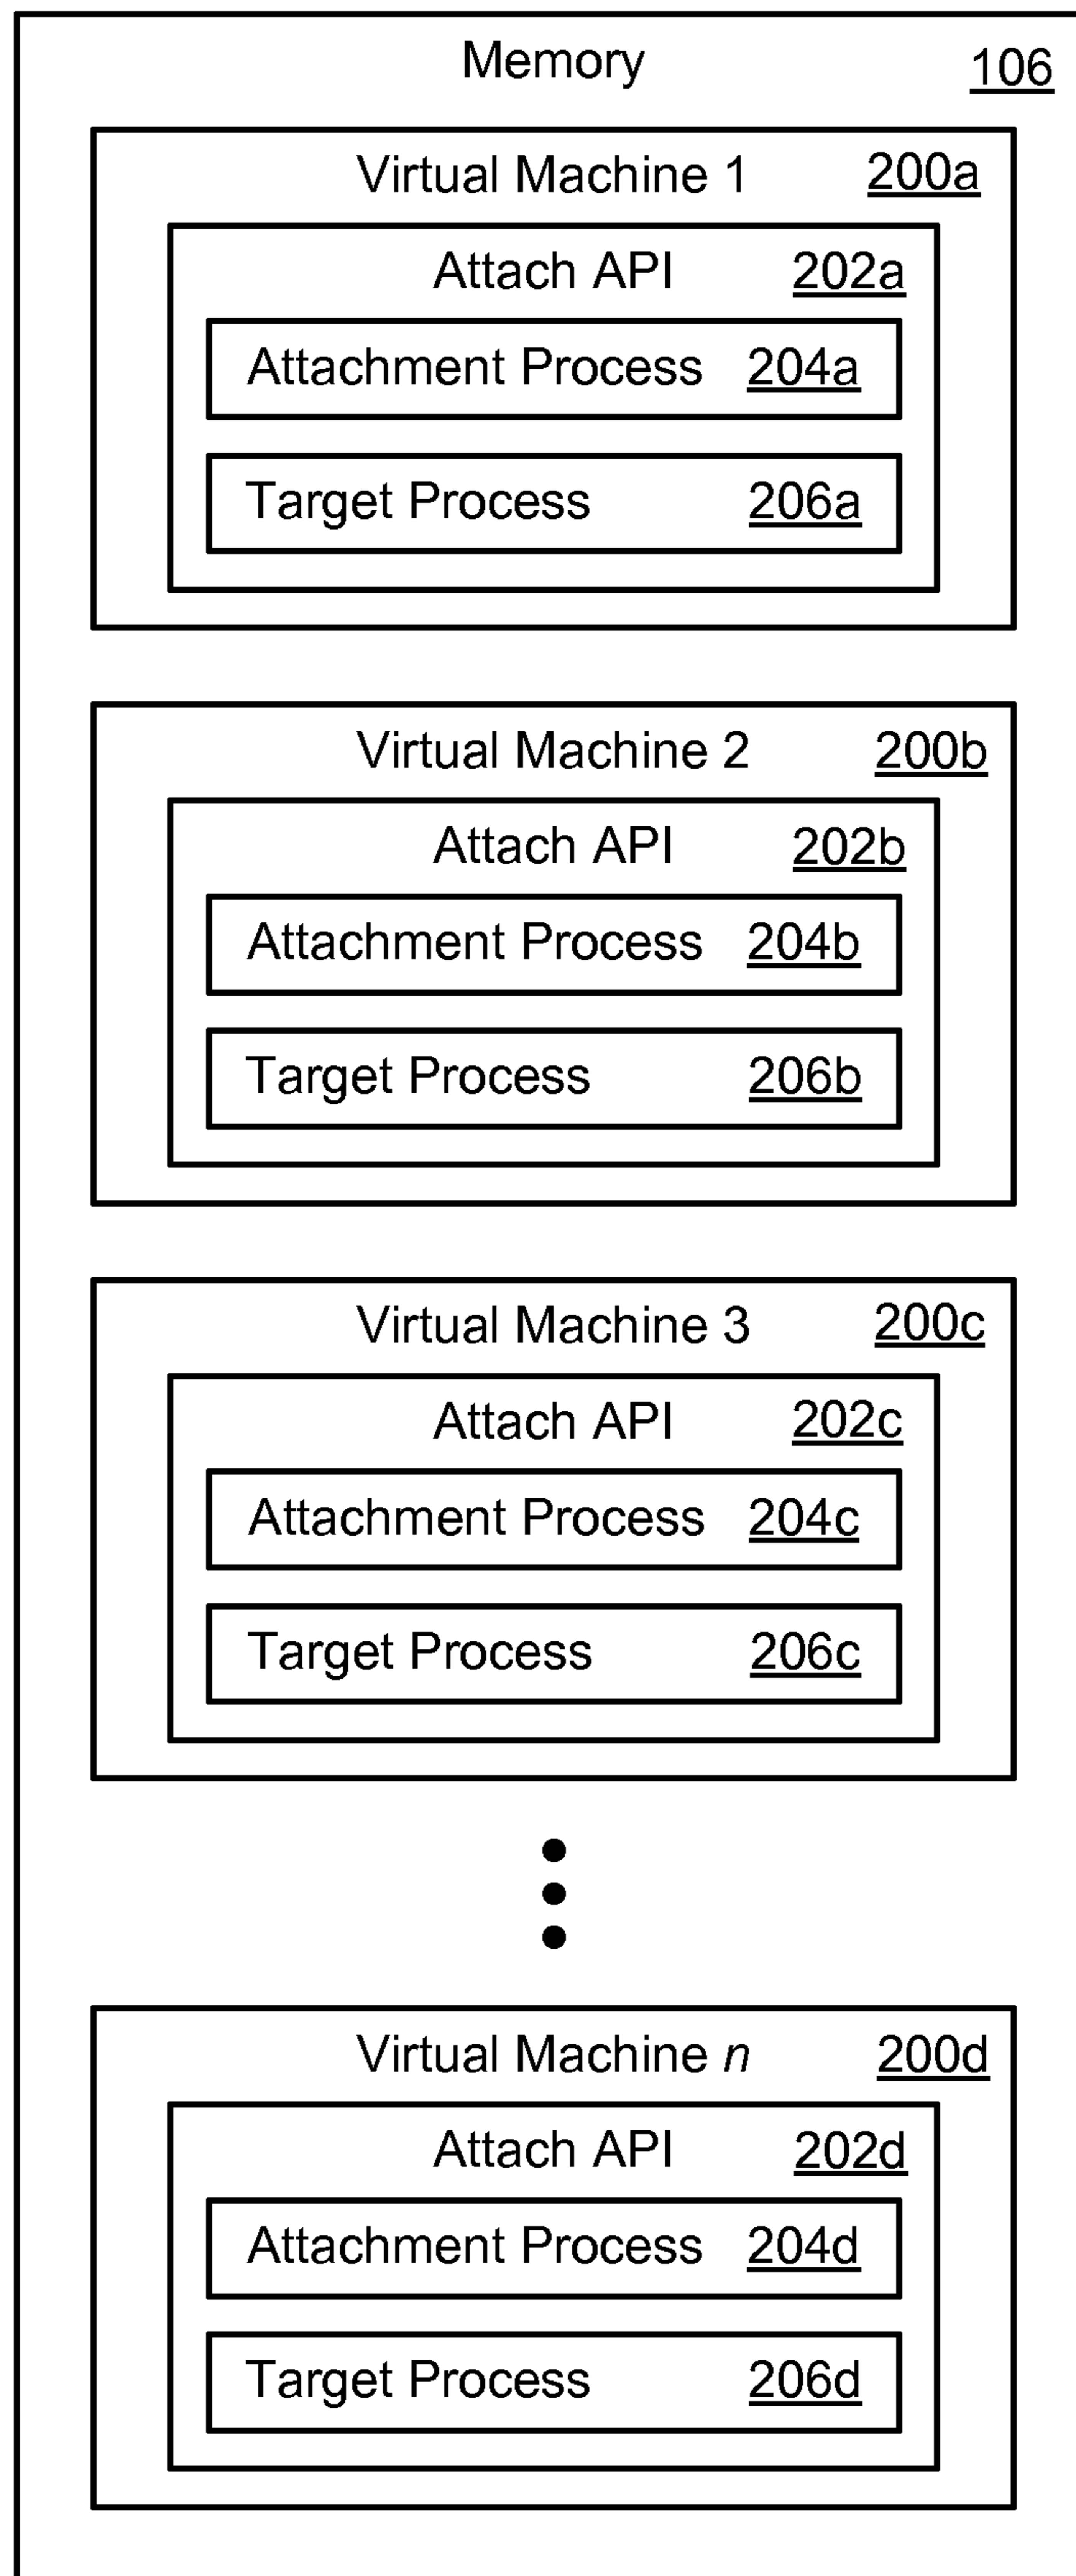 Memory 106
Virtual Machine 1 200a
Attach API 202a
Attachment Process 204a
Target Process 206a
Virtual Machine 2 200b
Attach API 202b
Attachment Process 204b
Target Process 206b
Virtual Machine 3 200c
Attach API 202c
Attachment Process 204c
Target Process 206c
Virtual Machine n 200d
Attach API 202d
Attachment Process 204d
Target Process 206d